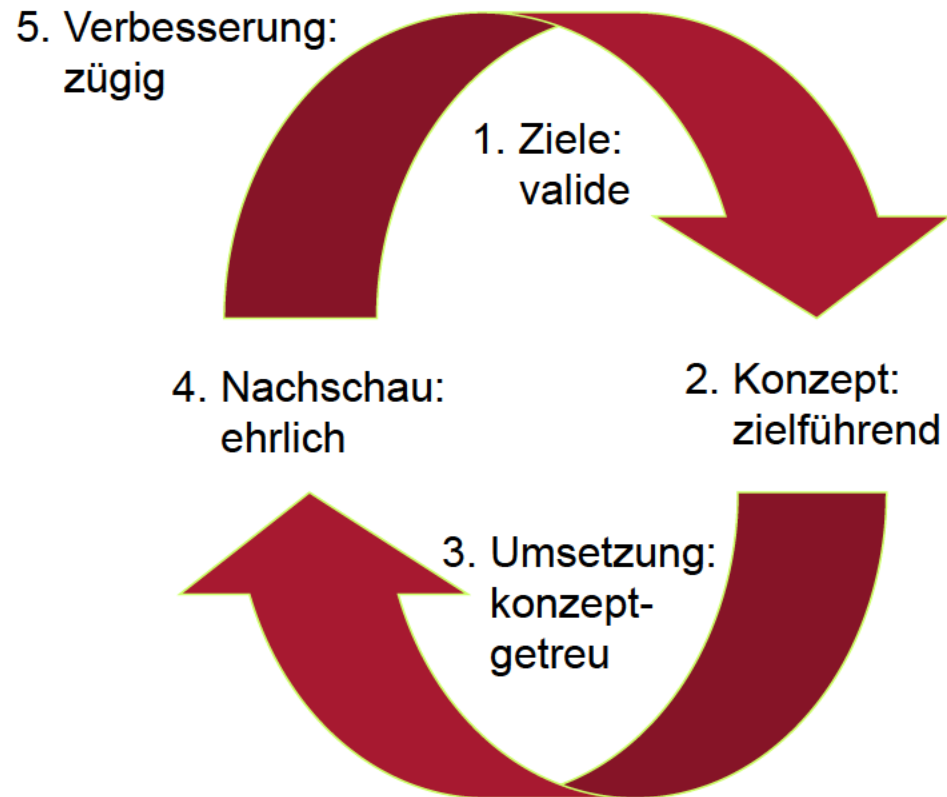 5. Verbesserung:
zügig
1. Ziele:
valide
4. Nachschau:
ehrlich
2. Konzept:
zielführend
3. Umsetzung:
konzept-
getreu